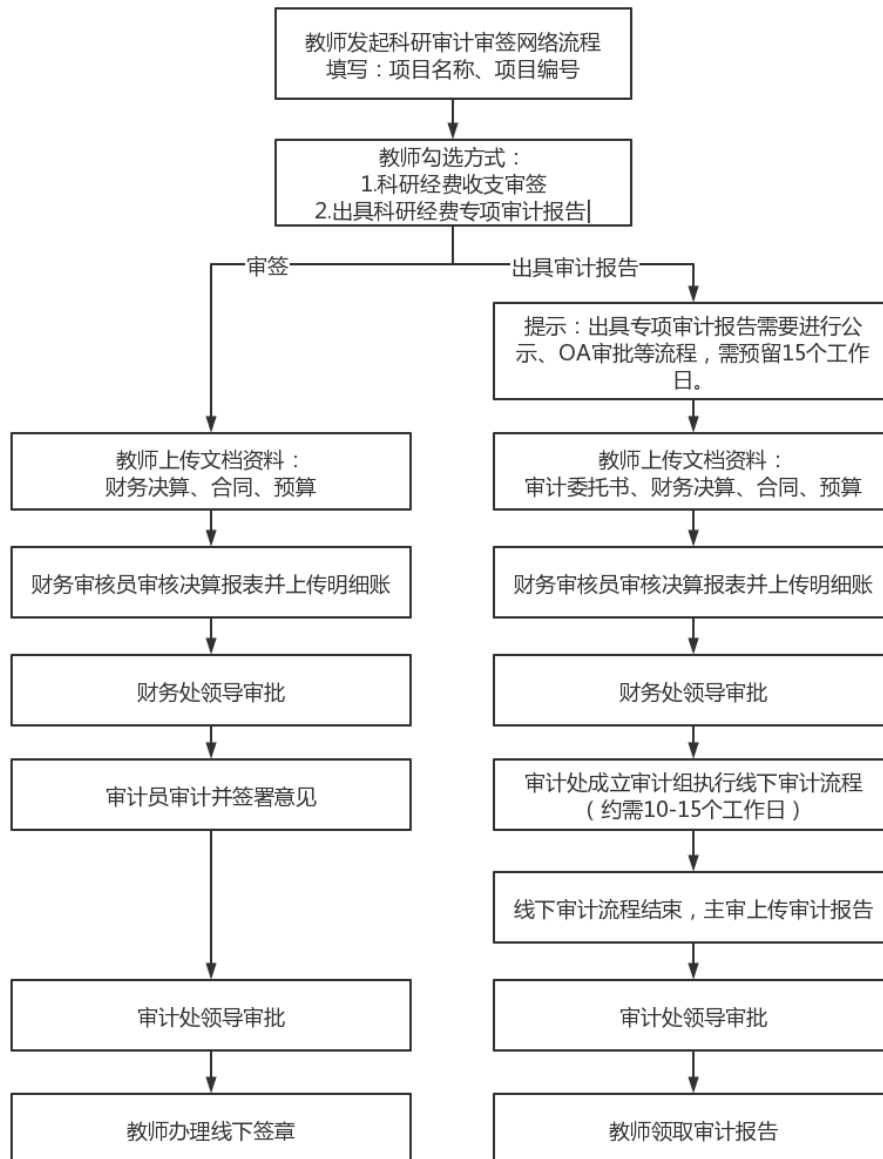 教师发起科研审计审签网络流程
填写：项目名称、项目编号
教师勾选方式：
1.科研经费收支审签
2.出具科研经费专项审计报告
审签
出具审计报告
提示：出具专项审计报告需要进行公
示、OA审批等流程，需预留15个工作
日。
教师上传文档资料：
财务决算、合同、预算
教师上传文档资料：
审计委托书、财务决算、合同、预算
财务审核员审核决算报表并上传明细账
财务审核员审核决算报表并上传明细账
财务处领导审批
财务处领导审批
审计员审计并签署意见
审计处成立审计组执行线下审计流程
（约需10-15个工作日）
线下审计流程结束，主审上传审计报告
审计处领导审批
审计处领导审批
教师办理线下签章
教师领取审计报告